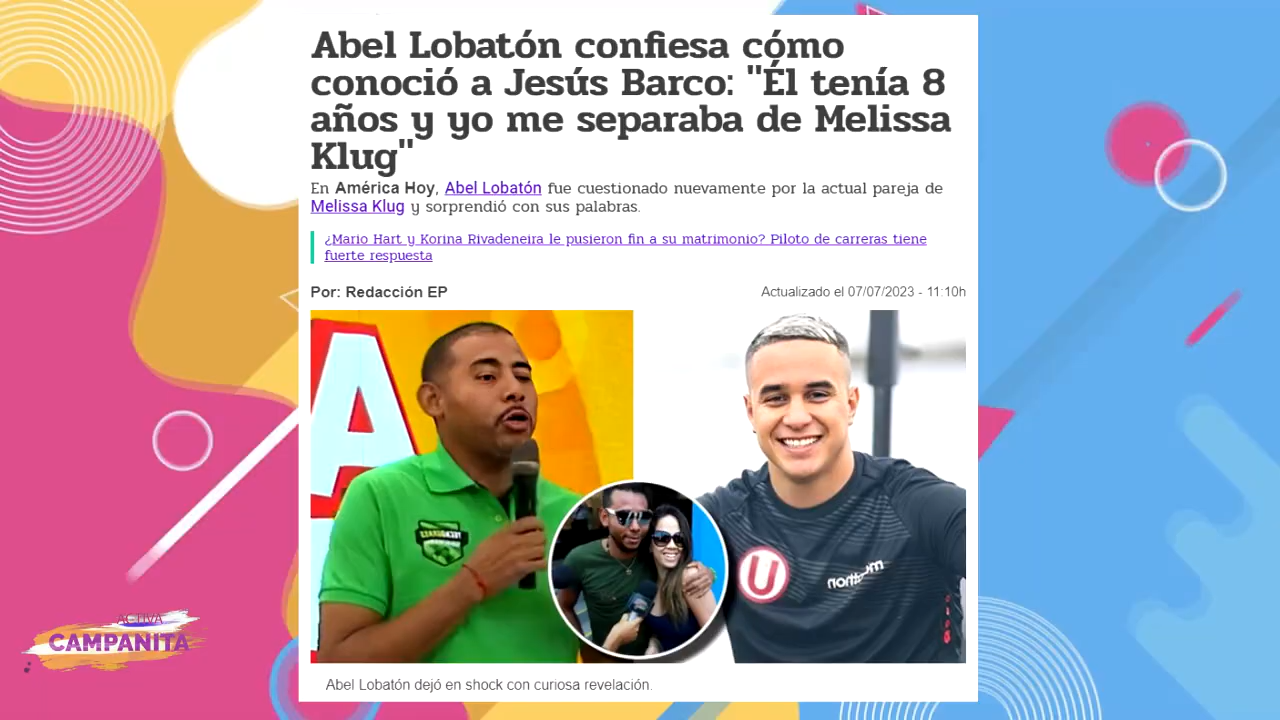 Abel Lobatón confiesa cómo
conoció a Jesús Barco: "Él tenía 8
años y yo me separaba de Melissa
Klug"
En América Hoy, Abel Lobatón fue cuestionado nuevamente por la actual pareja de
Melissa Klug y sorprendió con sus palabras.
¿Mario Hart y Korina Rivadeneira le pusieron fin a su matrimonio? Piloto de carreras tiene
fuerte respuesta
Por: Redacción EP
Actualizado el 07/07/2023 - 11:10h
A
U
northem
ACTIVA
CAMPANITA
Abel Lobatón dejó en shock con curiosa revelación.